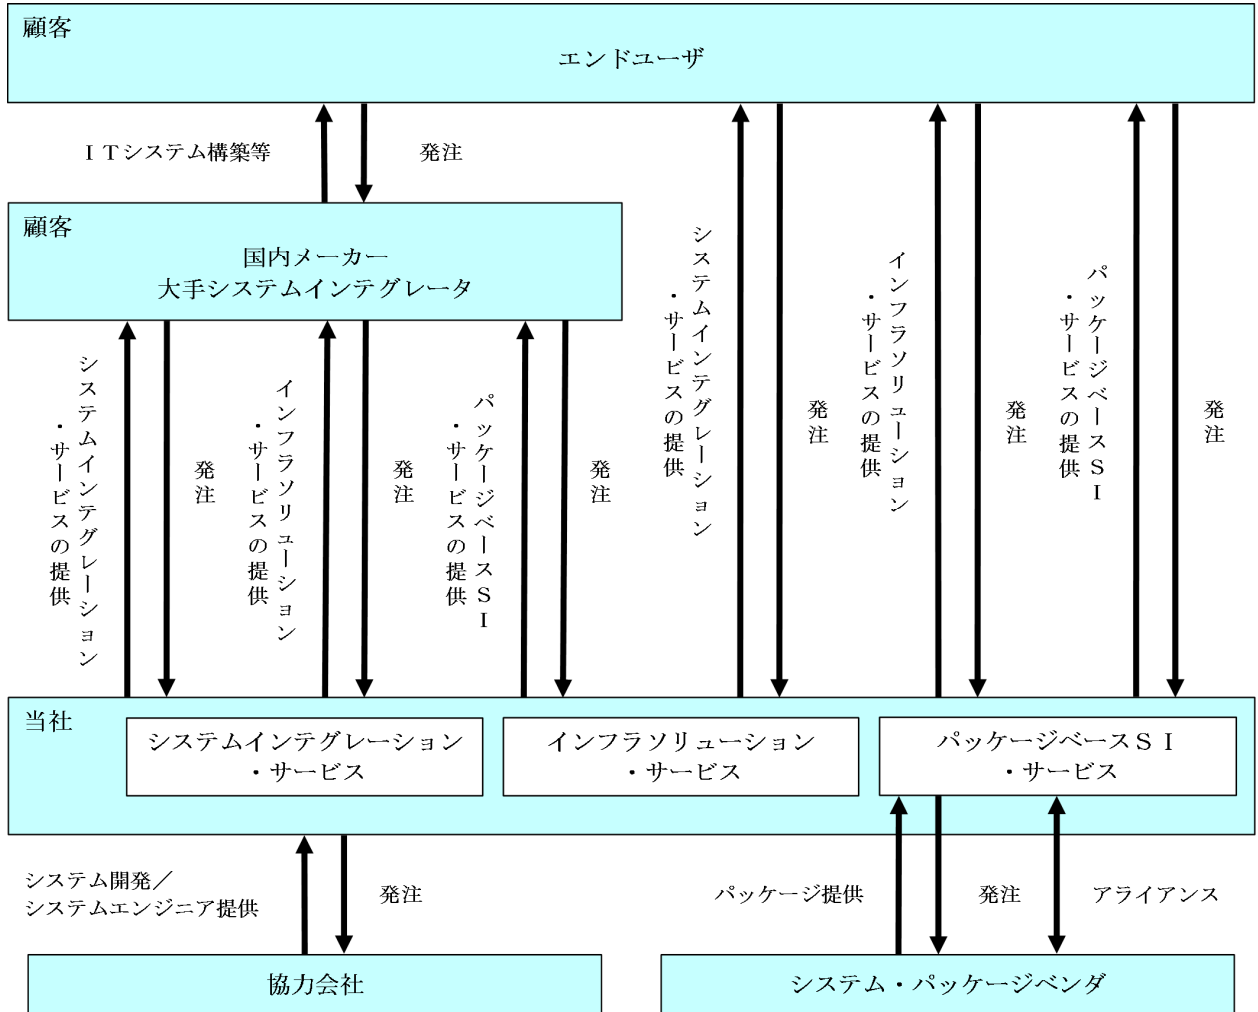 顧客
エンドユーザ
ＩＴシステム構築等
発注
顧客
国内メーカー
大手システムインテグレータ
システムインテグレーション
・サービスの提供
発注
インフラソリューション
・サービスの提供
発注
パッケージベースＳＩ
・サービスの提供
発注
システムインテグレーション
・サービスの提供
発注
インフラソリューション
・サービスの提供
発注
パッケージベースＳＩ
・サービスの提供
発注
当社
システムインテグレーション
・サービス
インフラソリューション
・サービス
パッケージベースＳＩ
・サービス
システム開発／
システムエンジニア提供
発注
パッケージ提供
発注
アライアンス
協力会社
システム・パッケージベンダ